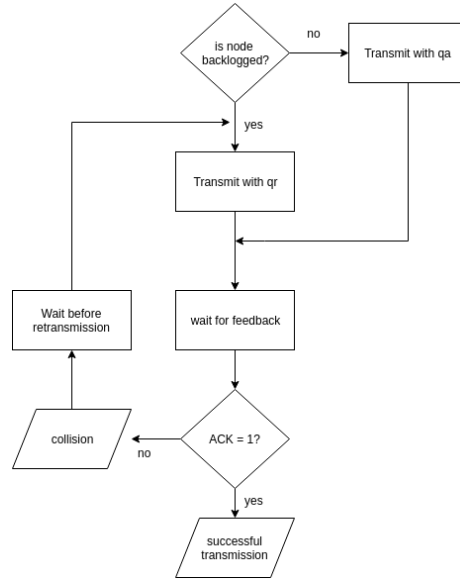 is node
backlogged?
no
Transmit with qa
yes
Transmit with qr
Wait before
retransmission
wait for feedback
collision
no
ACK = 1?
yes
successful
transmission